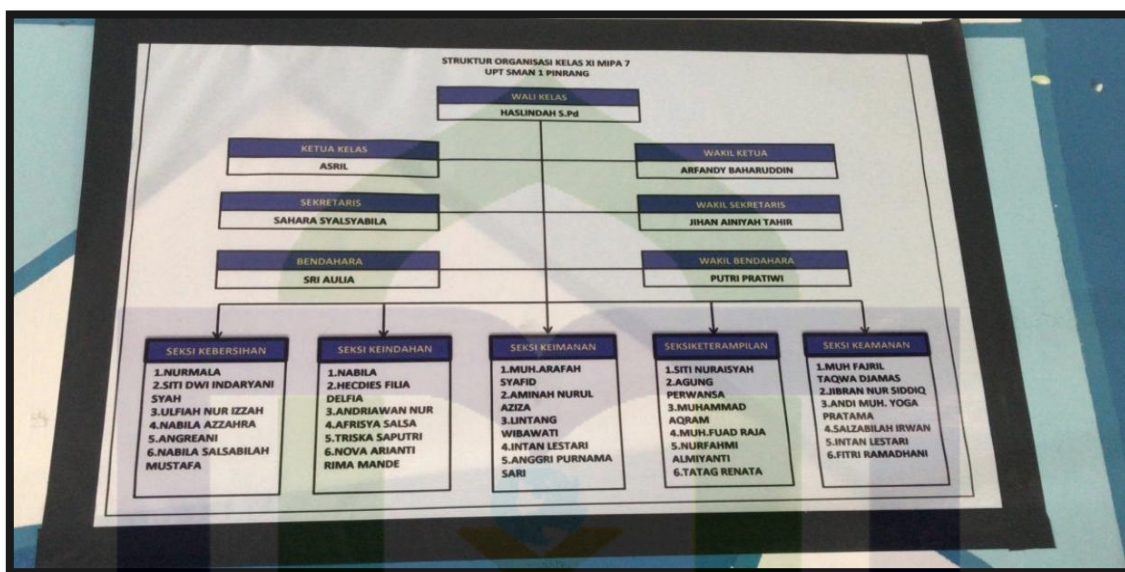 STRUKTUR ORGANISASI KELAS XI MIPA 7
UPT SMAN 1 PINRANG
WALI KELAS
HASLINDAH S.Pd
KETUA KELAS
ASRIL
WAKIL KETUA
ARFANDY BAHARUDDIN
SEKRETARIS
SAHARA SYALSYABILA
WAKIL SEKRETARIS
JIHAN AINIYAH TAHIR
BENDAHARA
SRI AULIA
WAKIL BENDAHARA
PUTRI PRATIWI
SEKSI KEBERSIHAN
1.NURMALA
2.SITI DWI INDARYANI
SYAH
3.ULFIAH NUR IZZAH
4.NABILA AZZAHRA
5.ANGREANI
6.NABILA SALSABILAH
MUSTAFA
SEKSI KEINDAHAN
1.NABILA
2.HECDIES FILIA
DELFIA
3.ANDRIAWAN NUR
4.AFRISYA SALSA
5.TRISKA SAPUTRI
6.NOVA ARIANTI
RIMA MANDE
SEKSI KEIMANAN
1.MUH.ARAFAH
SYAFID
2.AMINAH NURUL
AZIZA
3.LINTANG
WIBAWATI
4.INTAN LESTARI
5.ANGGRI PURNAMA
SARI
SEKSIKETERAMPILAN
1.SITI NURAISYAH
2.AGUNG
PERWANSA
3.MUHAMMAD
AQRAM
4.MUH.FUAD RAJA
5.NURFAHMI
ALMIYANTI
6.TATAG RENATA
SEKSI KEAMANAN
1.MUH FAJRIL
TAQWA DJAMAS
2.JIBRAN NUR SIDDIQ
3.ANDI MUH. YOGA
PRATAMA
4.SALZABILAH IRWAN
5.INTAN LESTARI
6.FITRI RAMADHANI